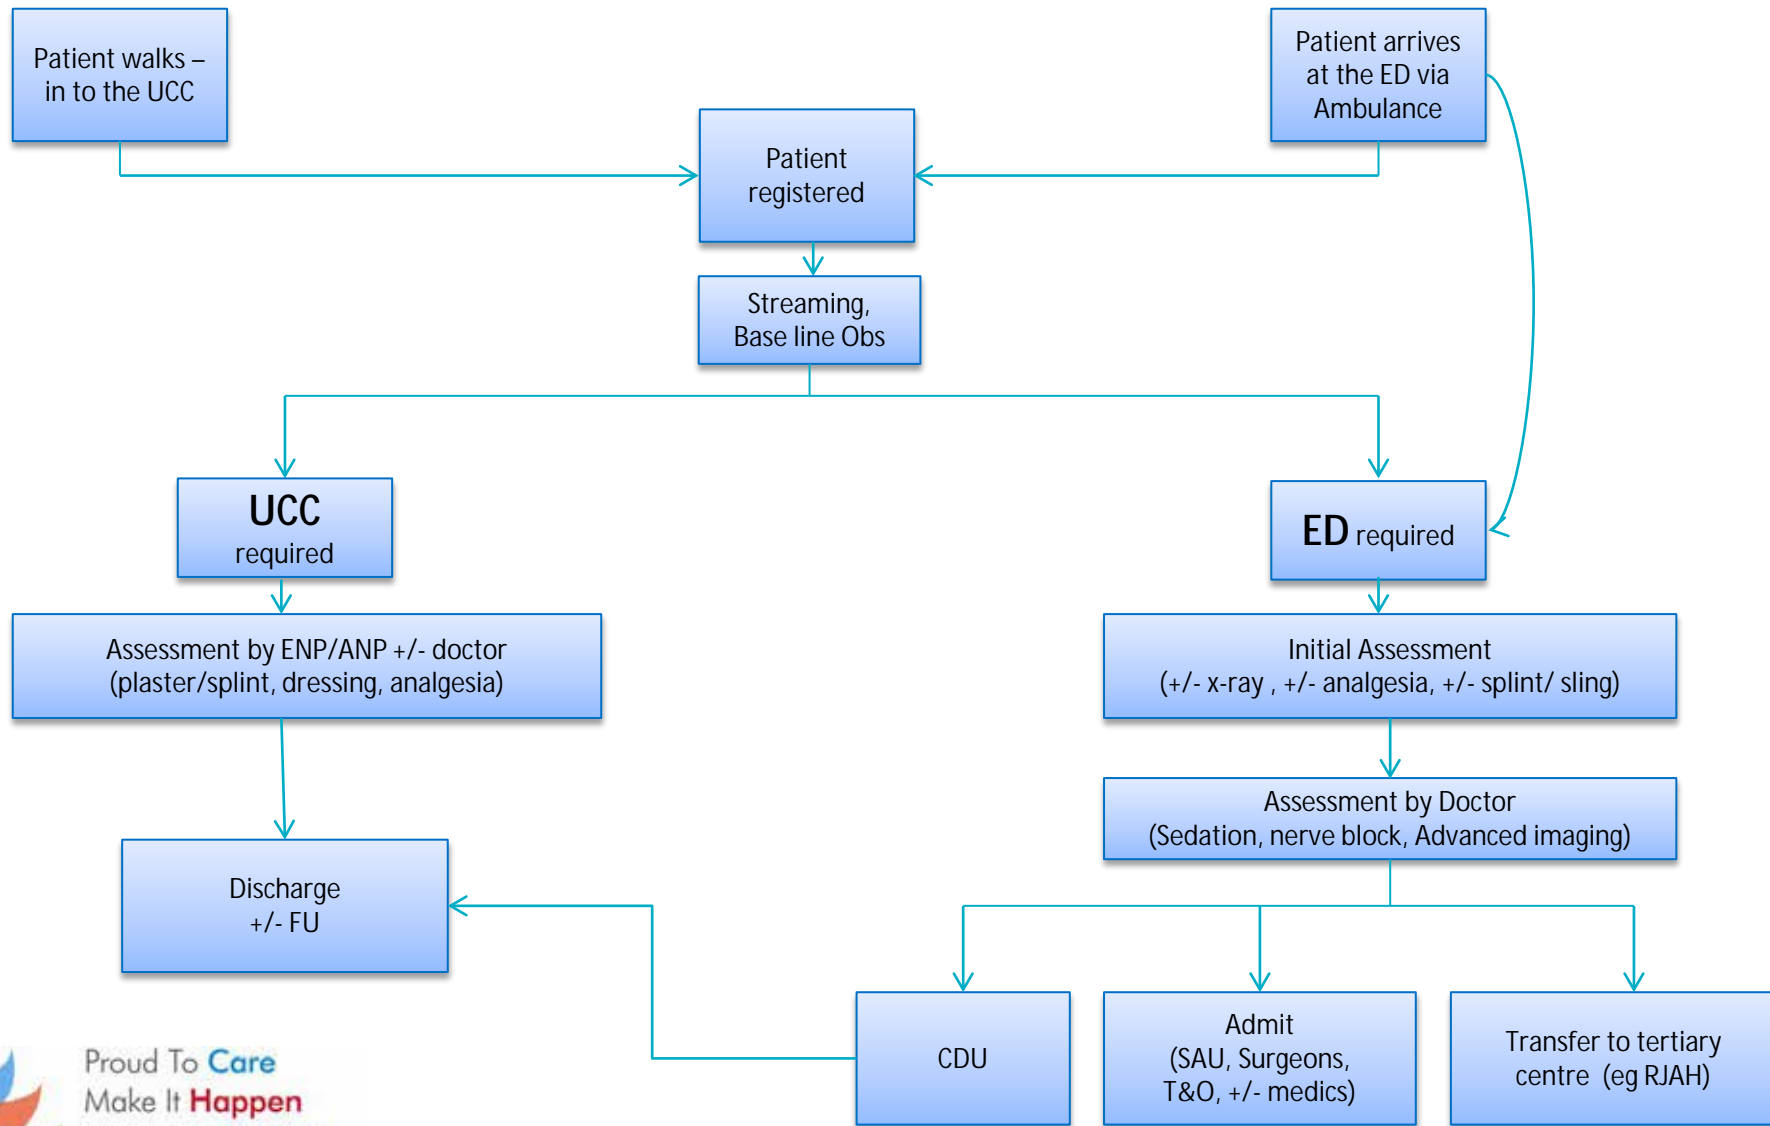 Patient walks –
in to the UCC
Patient arrives
at the ED via
Ambulance
Patient
registered
Streaming,
Base line Obs
UCC
required
ED required
Assessment by ENP/ANP +/- doctor
(plaster/splint, dressing, analgesia)
Initial Assessment
(+/- x-ray , +/- analgesia, +/- splint/ sling)
Assessment by Doctor
(Sedation, nerve block, Advanced imaging)
Discharge
+/- FU
CDU
Admit
(SAU, Surgeons,
T&O, +/- medics)
Transfer to tertiary
centre (eg RJAH)
Proud To Care
Make It Happen